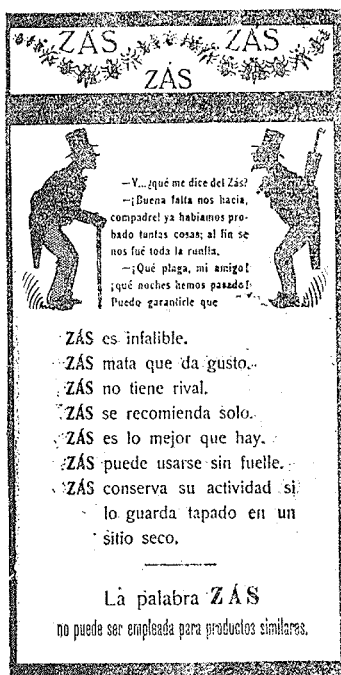 ZÁS ZÁS
ZÁS
—Y...¿qué me dice del Zás?
—¡Buena falta nos hacía,
compadre! ya habíamos pro-
bado tantas cosas; al fin se
nos fué toda la runfla.
—¡Qué plaga, mi amigo!
¡qué noches hemos pasado!
Puedo garantirle que
ZÁS es infalible.
ZÁS mata que da gusto.
ZÁS no tiene rival.
ZÁS se recomienda solo.
ZÁS es lo mejor que hay.
ZÁS puede usarse sin fuelle.
ZÁS conserva su actividad si
lo guarda tapado en un
sitio seco.
La palabra ZÁS
no puede ser empleada para productos similares.